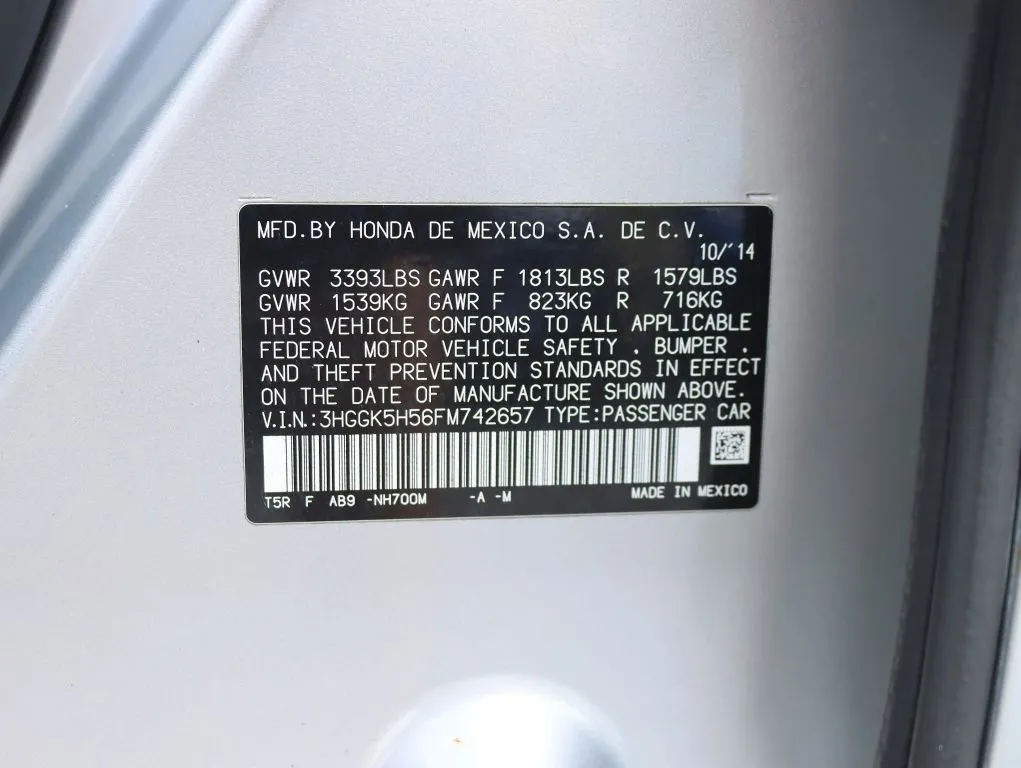 MFD.BY HONDA DE MEXICO S.A. DE C.V.
10/'14
GVWR 3393LBS GAWR F 1813LBS R 1579LBS
GVWR 1539KG GAWR F 823KG R 716KG
THIS VEHICLE CONFORMS TO ALL APPLICABLE
FEDERAL MOTOR VEHICLE SAFETY , BUMPER ,
AND THEFT PREVENTION STANDARDS IN EFFECT
ON THE DATE OF MANUFACTURE SHOWN ABOVE.
V.I.N.:3HGGK5H56FM742657 TYPE:PASSENGER CAR
T5R F AB9 -NH700M -A -M MADE IN MEXICO